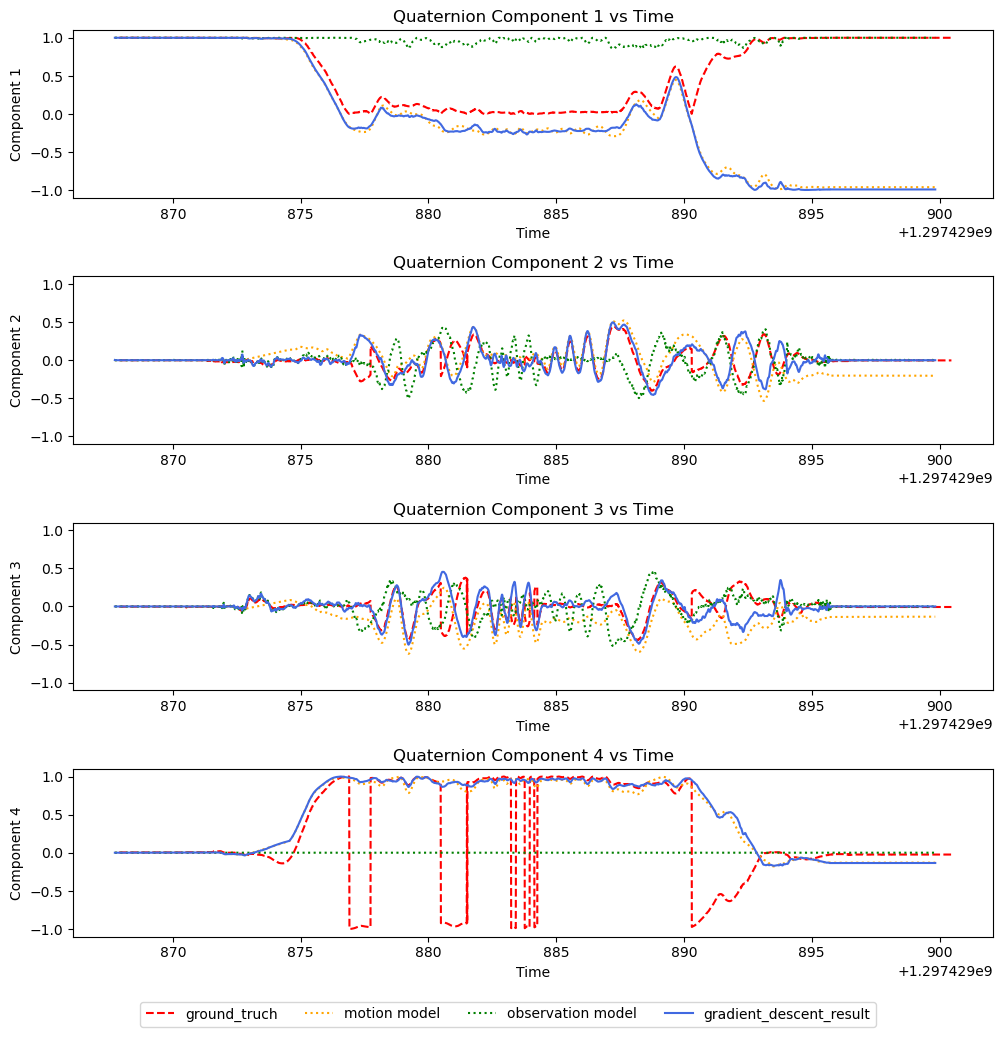 Quaternion Component 1 vs Time
Component 1
1.0
0.5
0.0
−0.5
−1.0
870 875 880 885 890 895 900
Time
+1.297429e9
Quaternion Component 2 vs Time
Component 2
1.0
0.5
0.0
−0.5
−1.0
870 875 880 885 890 895 900
Time
+1.297429e9
Quaternion Component 3 vs Time
Component 3
1.0
0.5
0.0
−0.5
−1.0
870 875 880 885 890 895 900
Time
+1.297429e9
Quaternion Component 4 vs Time
Component 4
1.0
0.5
0.0
−0.5
−1.0
870 875 880 885 890 895 900
Time
+1.297429e9
ground_truch motion model observation model gradient_descent_result